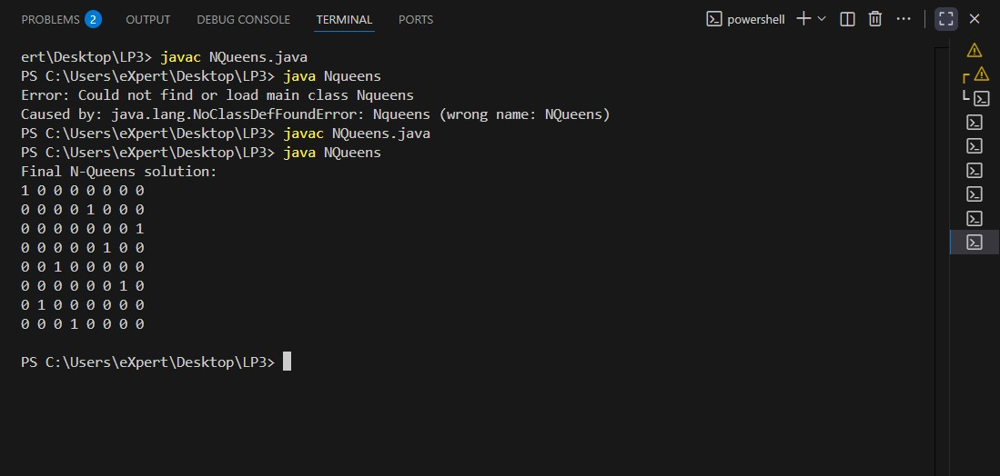 PROBLEMS 2 OUTPUT DEBUG CONSOLE TERMINAL PORTS powershell
ert\Desktop\LP3> javac NQueens.java
PS C:\Users\eXpert\Desktop\LP3> java Nqueens
Error: Could not find or load main class Nqueens
Caused by: java.lang.NoClassDefFoundError: Nqueens (wrong name: NQueens)
PS C:\Users\eXpert\Desktop\LP3> javac NQueens.java
PS C:\Users\eXpert\Desktop\LP3> java NQueens
Final N-Queens solution:
1 0 0 0 0 0 0 0
0 0 0 0 1 0 0 0
0 0 0 0 0 0 0 1
0 0 0 0 0 1 0 0
0 0 1 0 0 0 0 0
0 0 0 0 0 0 1 0
0 1 0 0 0 0 0 0
0 0 0 1 0 0 0 0
PS C:\Users\eXpert\Desktop\LP3>